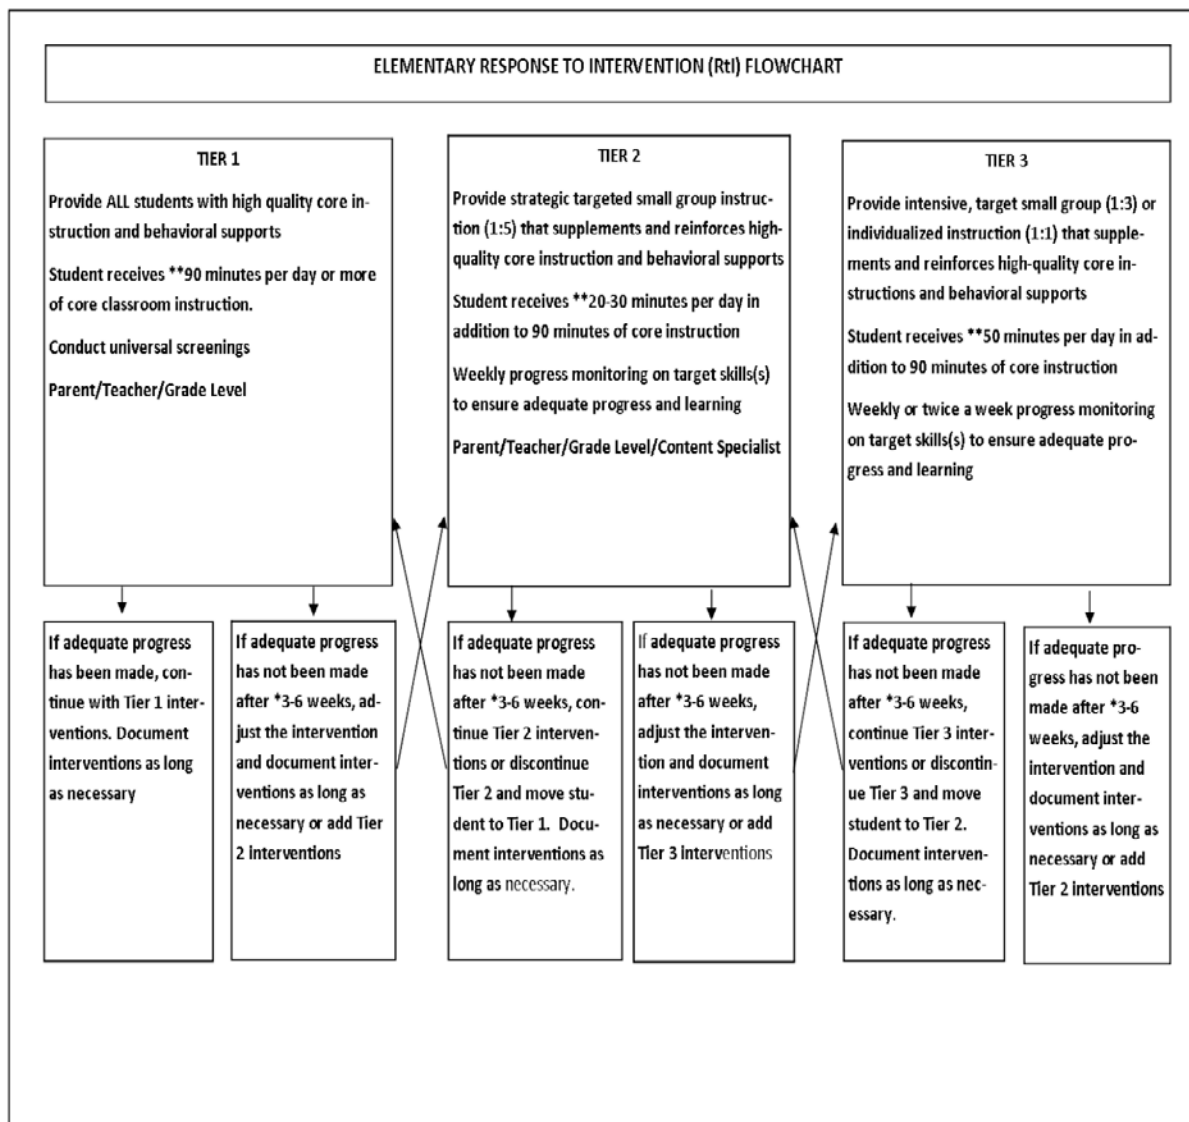 ELEMENTARY RESPONSE TO INTERVENTION (RtI) FLOWCHART
TIER 1
Provide ALL students with high quality core in-
struction and behavioral supports
Student receives **90 minutes per day or more
of core classroom instruction.
Conduct universal screenings
Parent/Teacher/Grade Level
TIER 2
Provide strategic targeted small group instruc-
tion (1:5) that supplements and reinforces high-
quality core instruction and behavioral supports
Student receives **20-30 minutes per day in
addition to 90 minutes of core instruction
Weekly progress monitoring on target skills(s)
to ensure adequate progress and learning
Parent/Teacher/Grade Level/Content Specialist
TIER 3
Provide intensive, target small group (1:3) or
individualized instruction (1:1) that supple-
ments and reinforces high-quality core in-
structions and behavioral supports
Student receives **50 minutes per day in ad-
dition to 90 minutes of core instruction
Weekly or twice a week progress monitoring
on target skills(s) to ensure adequate pro-
gress and learning
If adequate progress
has been made, con-
tinue with Tier 1 inter-
ventions. Document
interventions as long
as necessary
If adequate progress
has not been made
after *3-6 weeks, ad-
just the intervention
and document inter-
ventions as long as
necessary or add Tier
2 interventions
If adequate progress
has not been made
after *3-6 weeks, con-
tinue Tier 2 interven-
tions or discontinue
Tier 2 and move stu-
dent to Tier 1. Docu-
ment interventions as
long as necessary.
If adequate progress
has not been made
after *3-6 weeks,
adjust the interven-
tion and document
interventions as long
as necessary or add
Tier 3 interventions
If adequate progress
has not been made
after *3-6 weeks,
continue Tier 3 inter-
ventions or discontin-
ue Tier 3 and move
student to Tier 2.
Document interven-
tions as long as nec-
essary.
If adequate pro-
gress has not been
made after *3-6
weeks, adjust the
intervention and
document inter-
ventions as long as
necessary or add
Tier 2 interventions